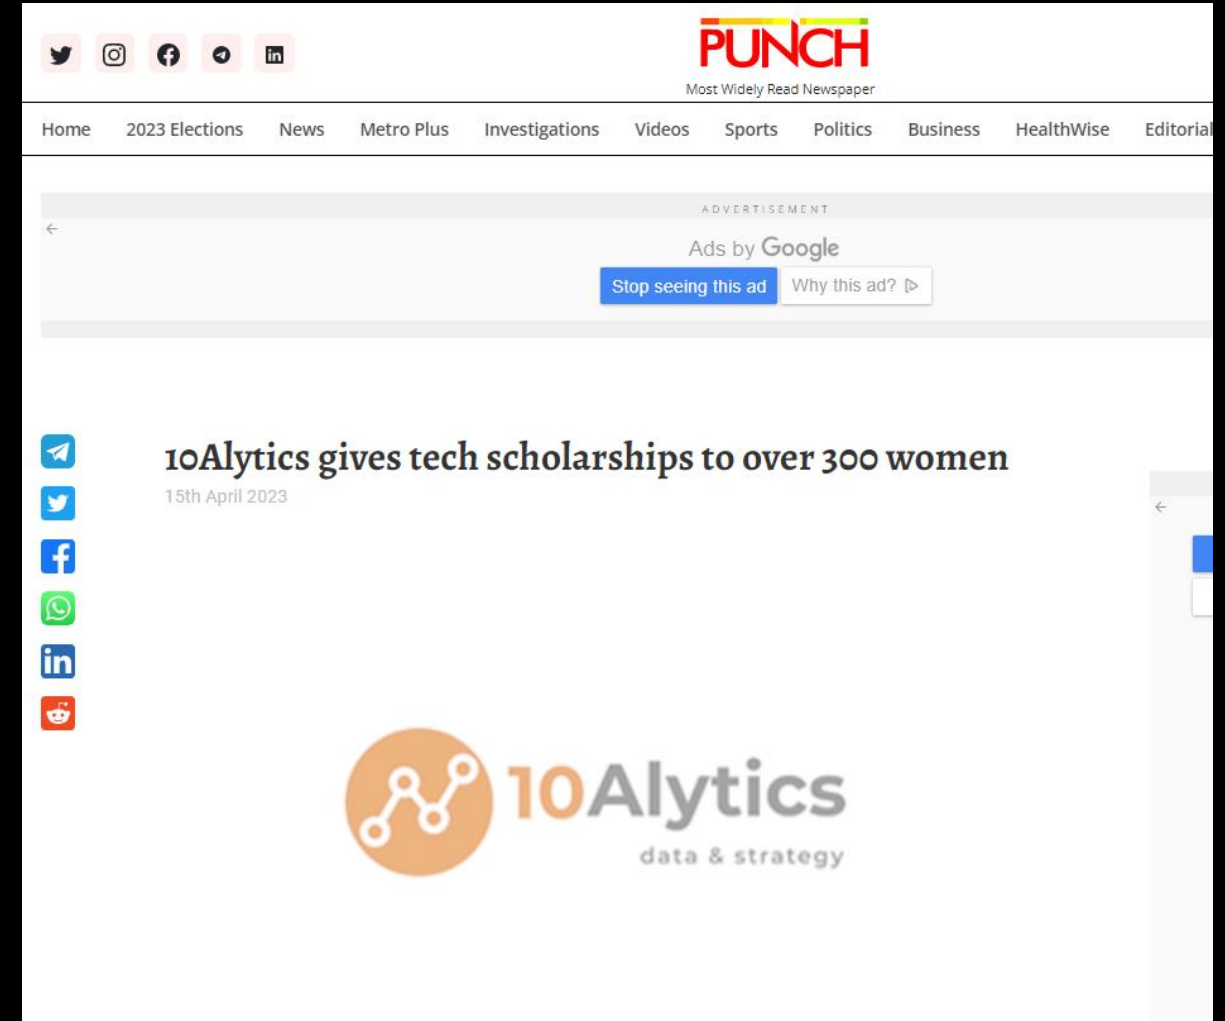 PUNCH
Most Widely Read Newspaper
Home 2023 Elections News Metro Plus Investigations Videos Sports Politics Business HealthWise Editorial
ADVERTISEMENT
Ads by Google
Stop seeing this ad Why this ad?
10Alytics gives tech scholarships to over 300 women
15th April 2023
10Alytics
data & strategy